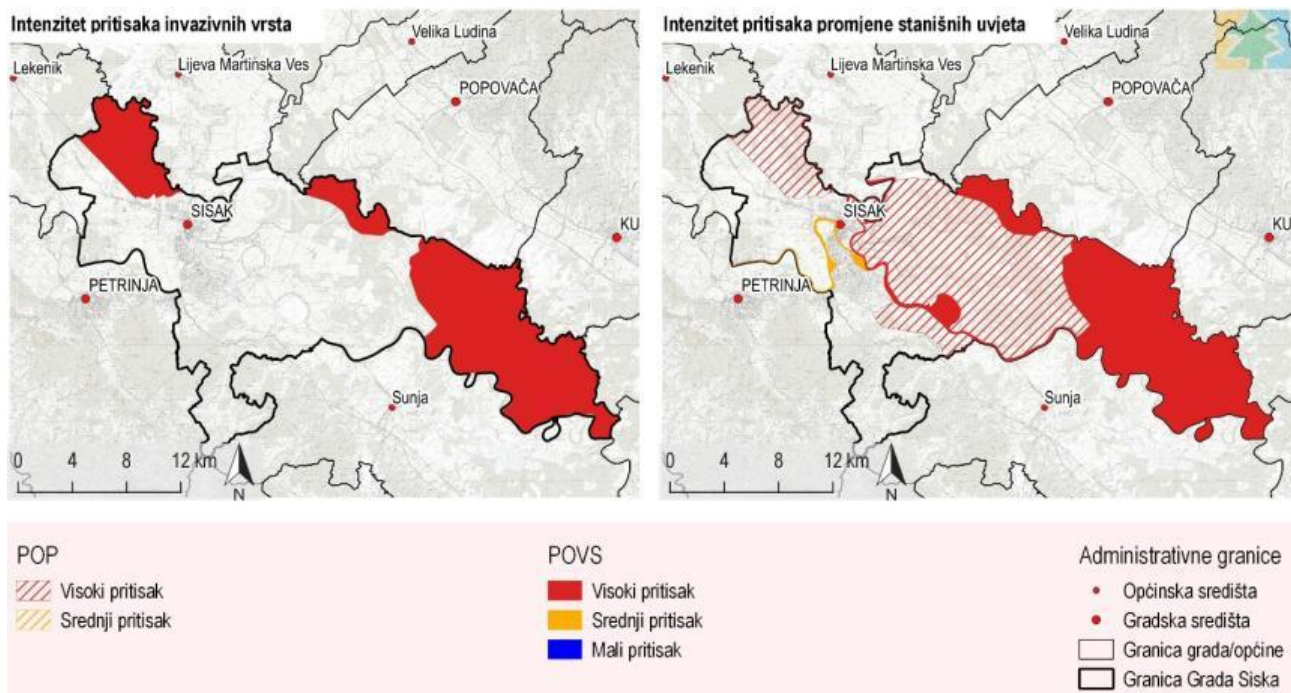 Intenzitet pritisaka invazivnih vrsta
Velika Ludina
Lekenik
Lijeva Martinska Ves
POPOVAČA
SISAK
KU
PETRINJA
Sunja
0 4 8 12 km
N
Intenzitet pritisaka promjene stanišnih uvjeta
Velika Ludina
Lekenik
Lijeva Martinska Ves
POPOVAČA
SISAK
KU
PETRINJA
Sunja
0 4 8 12 km
N
POP
Visoki pritisak
Srednji pritisak
POVS
Visoki pritisak
Srednji pritisak
Mali pritisak
Administrativne granice
Općinska središta
Gradska središta
Granica grada/općine
Granica Grada Siska